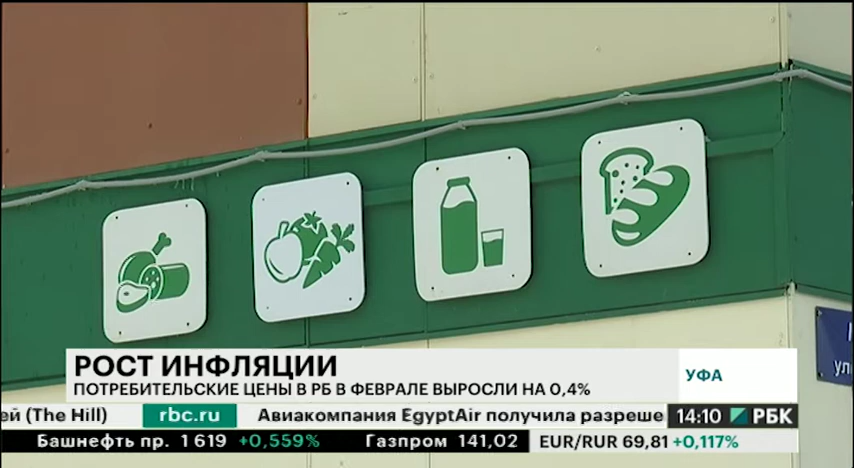 РОСТ ИНФЛЯЦИИ
ПОТРЕБИТЕЛЬСКИЕ ЦЕНЫ В РБ В ФЕВРАЛЕ ВЫРОСЛИ НА 0,4%
УФА
ей (The Hill) rbc.ru Авиакомпания EgyptAir получила разреше 14:10 РБК
Башнефть пр. 1 619 +0,559% Газпром 141,02 EUR/RUR 69,81 +0,117%